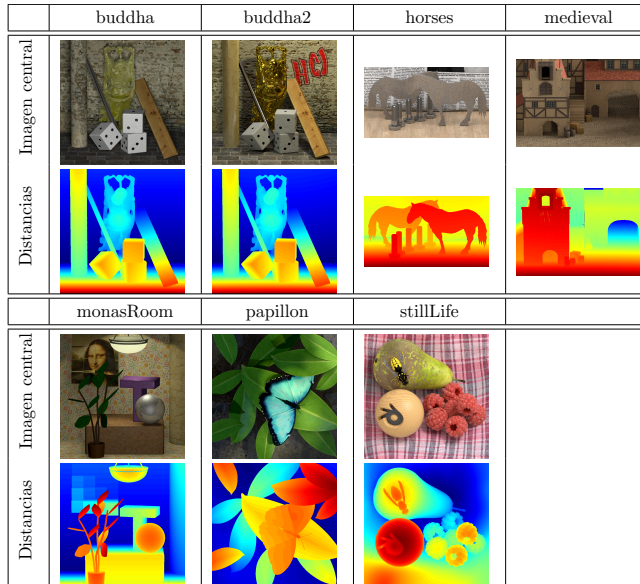 buddha buddha2 horses medieval
Imagen central
Distancias
monasRoom papillon stillLife
Imagen central
Distancias